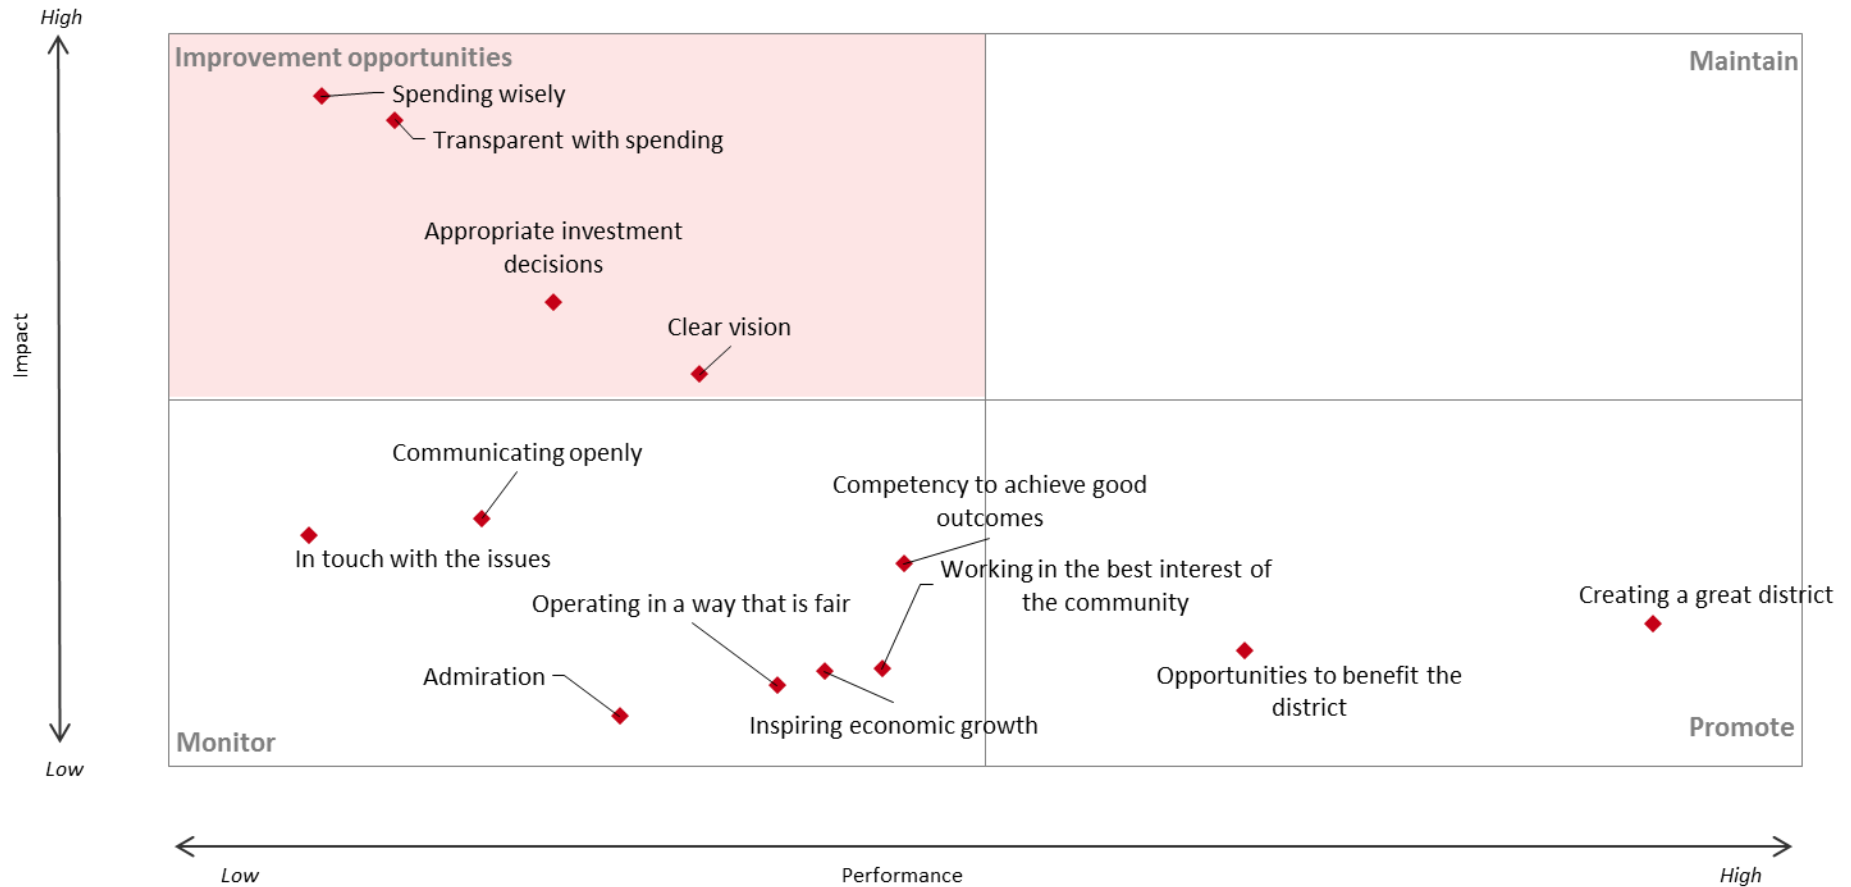 High
Improvement opportunities
Maintain
Spending wisely
Transparent with spending
Appropriate investment
decisions
Clear vision
Impact
Communicating openly
Competency to achieve good
outcomes
In touch with the issues
Working in the best interest of
the community
Operating in a way that is fair
Creating a great district
Admiration
Opportunities to benefit the
district
Inspiring economic growth
Monitor
Promote
Low
Low
Performance
High